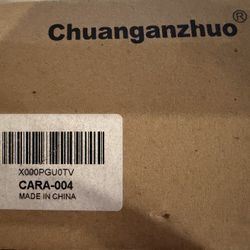 Chuanganzhuo®
X000PGU0TV
CARA-004
MADE IN CHINA